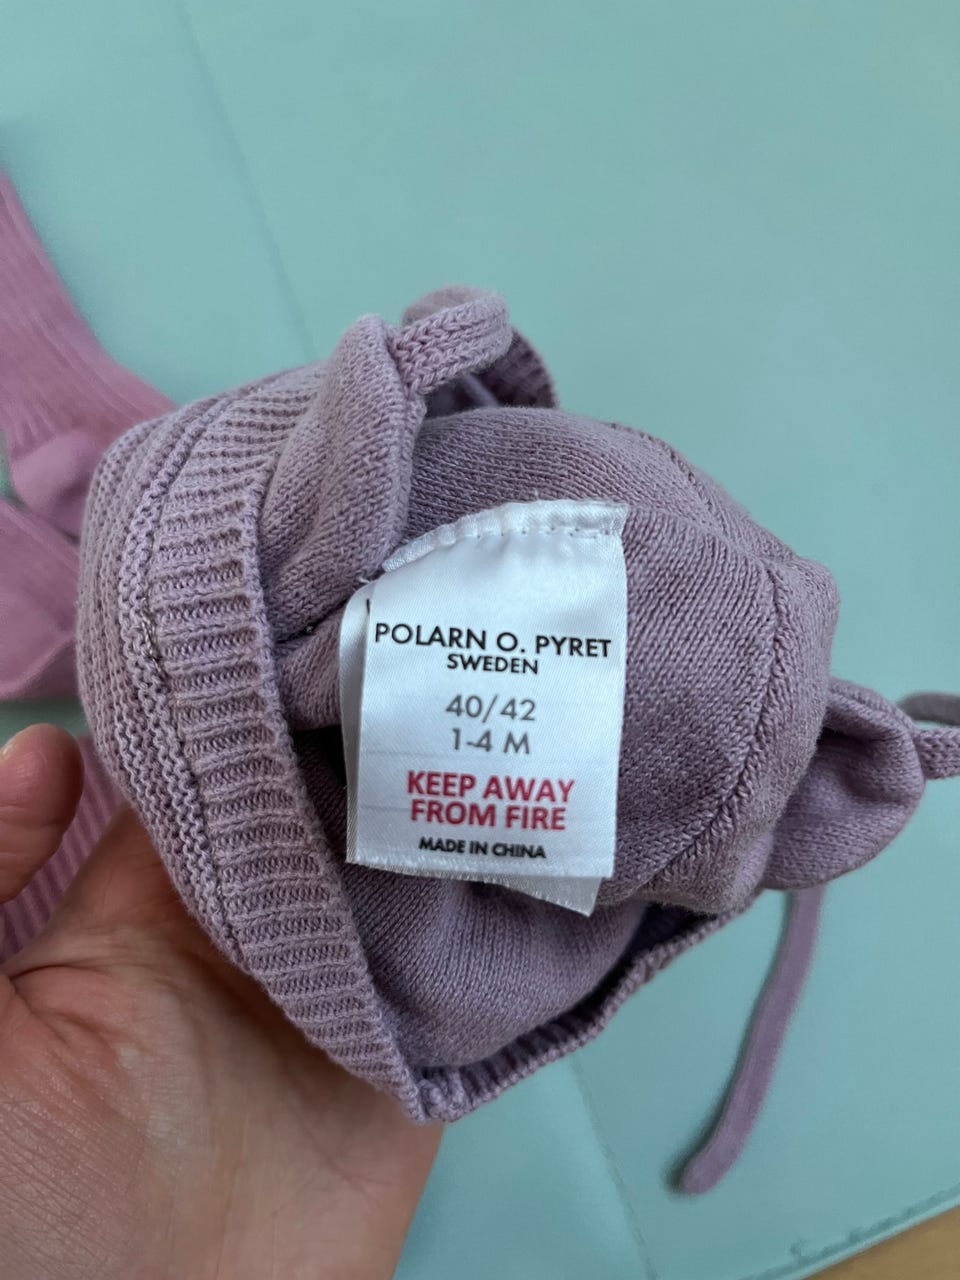 POLARN O. PYRET
SWEDEN
40/42
1-4 M
KEEP AWAY
FROM FIRE
MADE IN CHINA